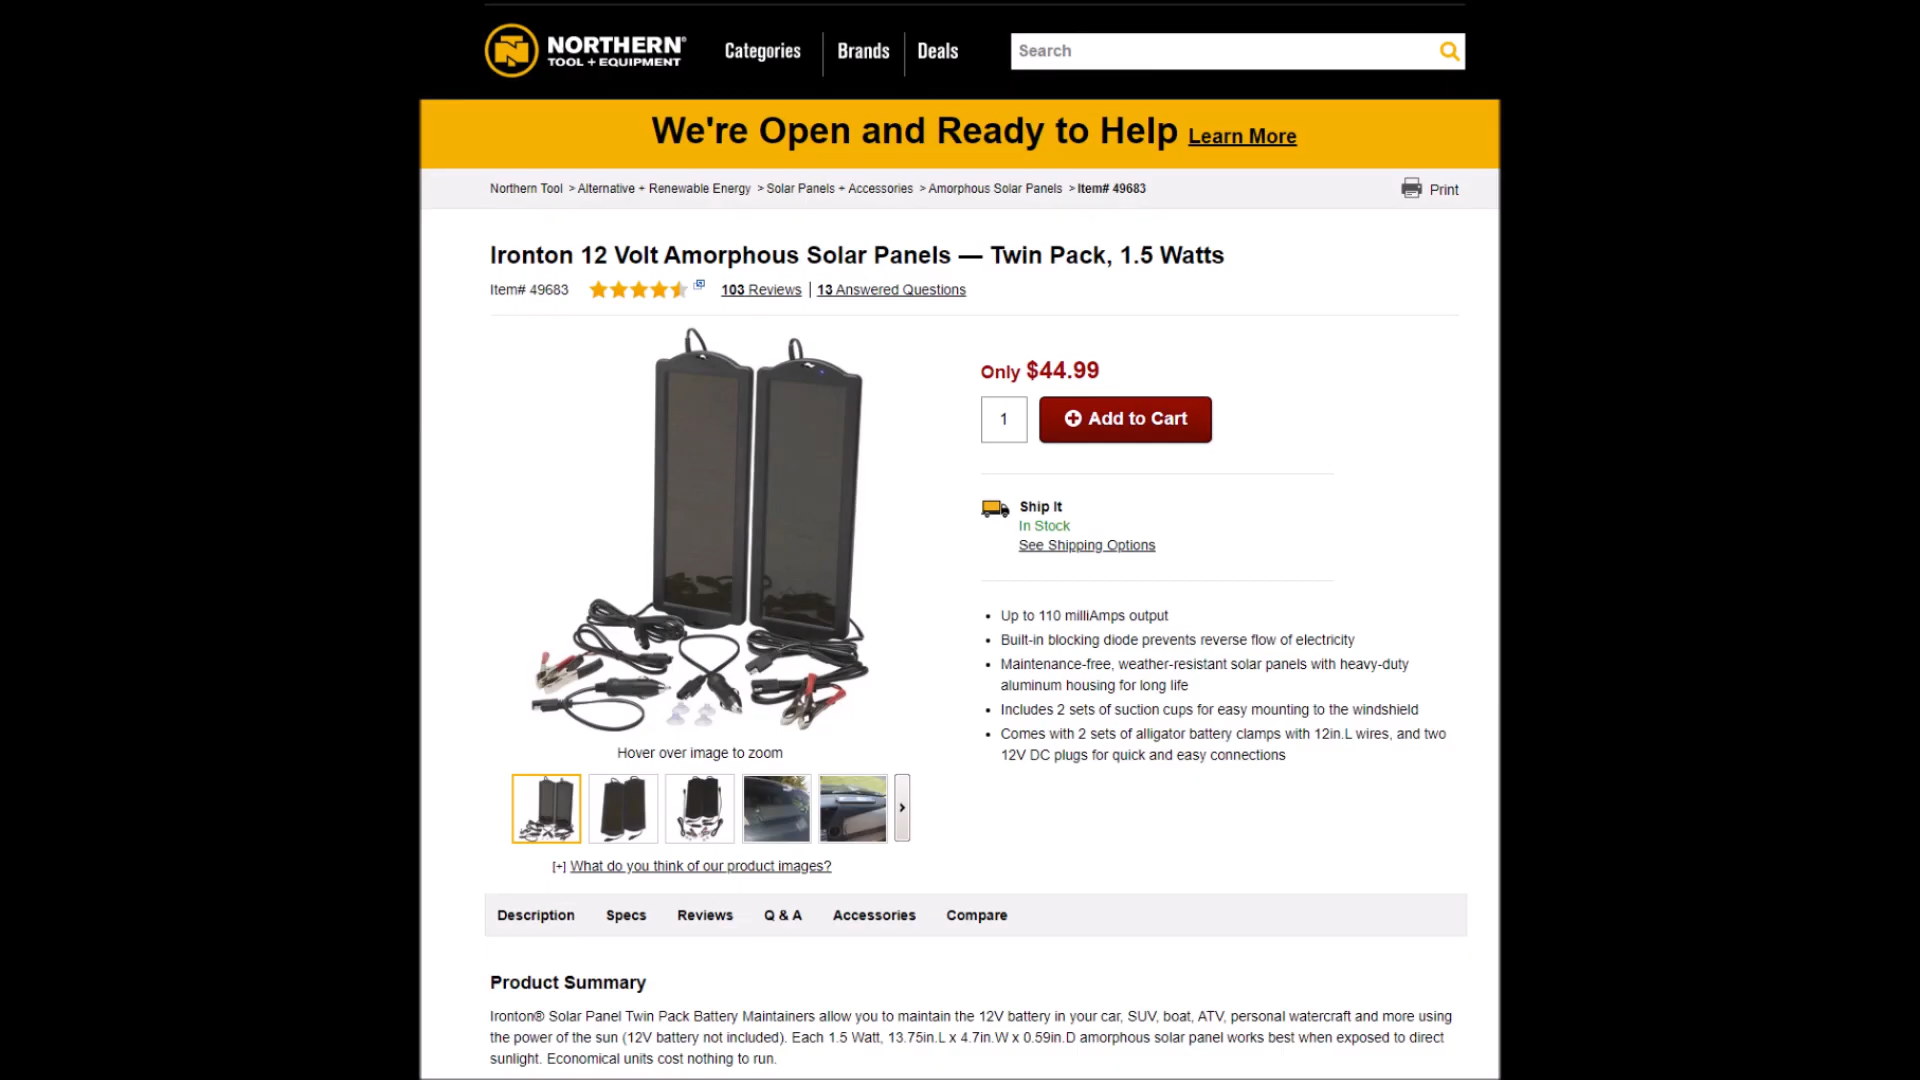 NORTHERN®
TOOL + EQUIPMENT
Categories
Brands
Deals
Search
We're Open and Ready to Help Learn More
Northern Tool > Alternative + Renewable Energy > Solar Panels + Accessories > Amorphous Solar Panels > Item# 49683
Print
Ironton 12 Volt Amorphous Solar Panels — Twin Pack, 1.5 Watts
Item# 49683 103 Reviews | 13 Answered Questions
Only $44.99
1
Add to Cart
Ship It
In Stock
See Shipping Options
• Up to 110 milliAmps output
• Built-in blocking diode prevents reverse flow of electricity
• Maintenance-free, weather-resistant solar panels with heavy-duty
aluminum housing for long life
• Includes 2 sets of suction cups for easy mounting to the windshield
• Comes with 2 sets of alligator battery clamps with 12in.L wires, and two
12V DC plugs for quick and easy connections
Hover over image to zoom
[+] What do you think of our product images?
Description Specs Reviews Q & A Accessories Compare
Product Summary
Ironton® Solar Panel Twin Pack Battery Maintainers allow you to maintain the 12V battery in your car, SUV, boat, ATV, personal watercraft and more using
the power of the sun (12V battery not included). Each 1.5 Watt, 13.75in.L x 4.7in.W x 0.59in.D amorphous solar panel works best when exposed to direct
sunlight. Economical units cost nothing to run.